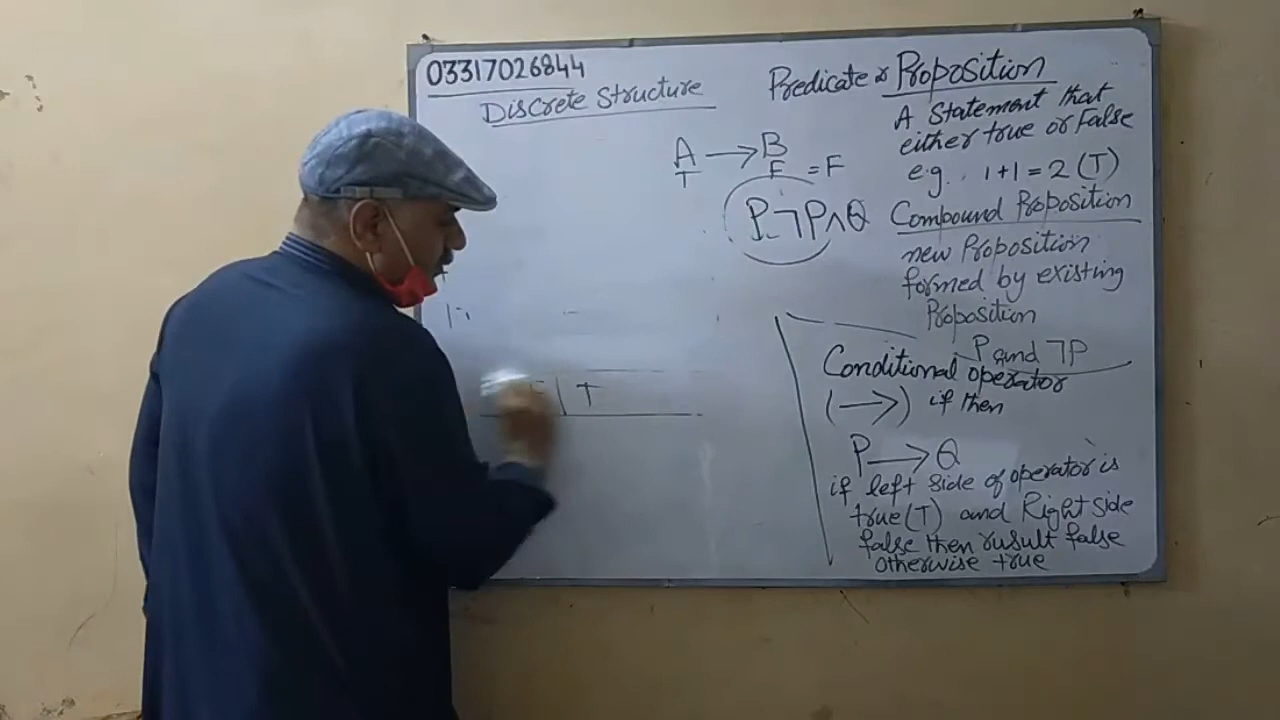 03317026844
Discrete Structure
Predicate or Proposition
A Statement that
either true or False
e.g. 1+1=2 (T)
A → B
T F = F
P ¬P∧Q
Compound Proposition
new Proposition
formed by existing
Proposition
P and ¬P
Conditional operator
(→) if then
P → Q
if left side of operator is
true(T) and Right side
false then rusult false
otherwise true
T